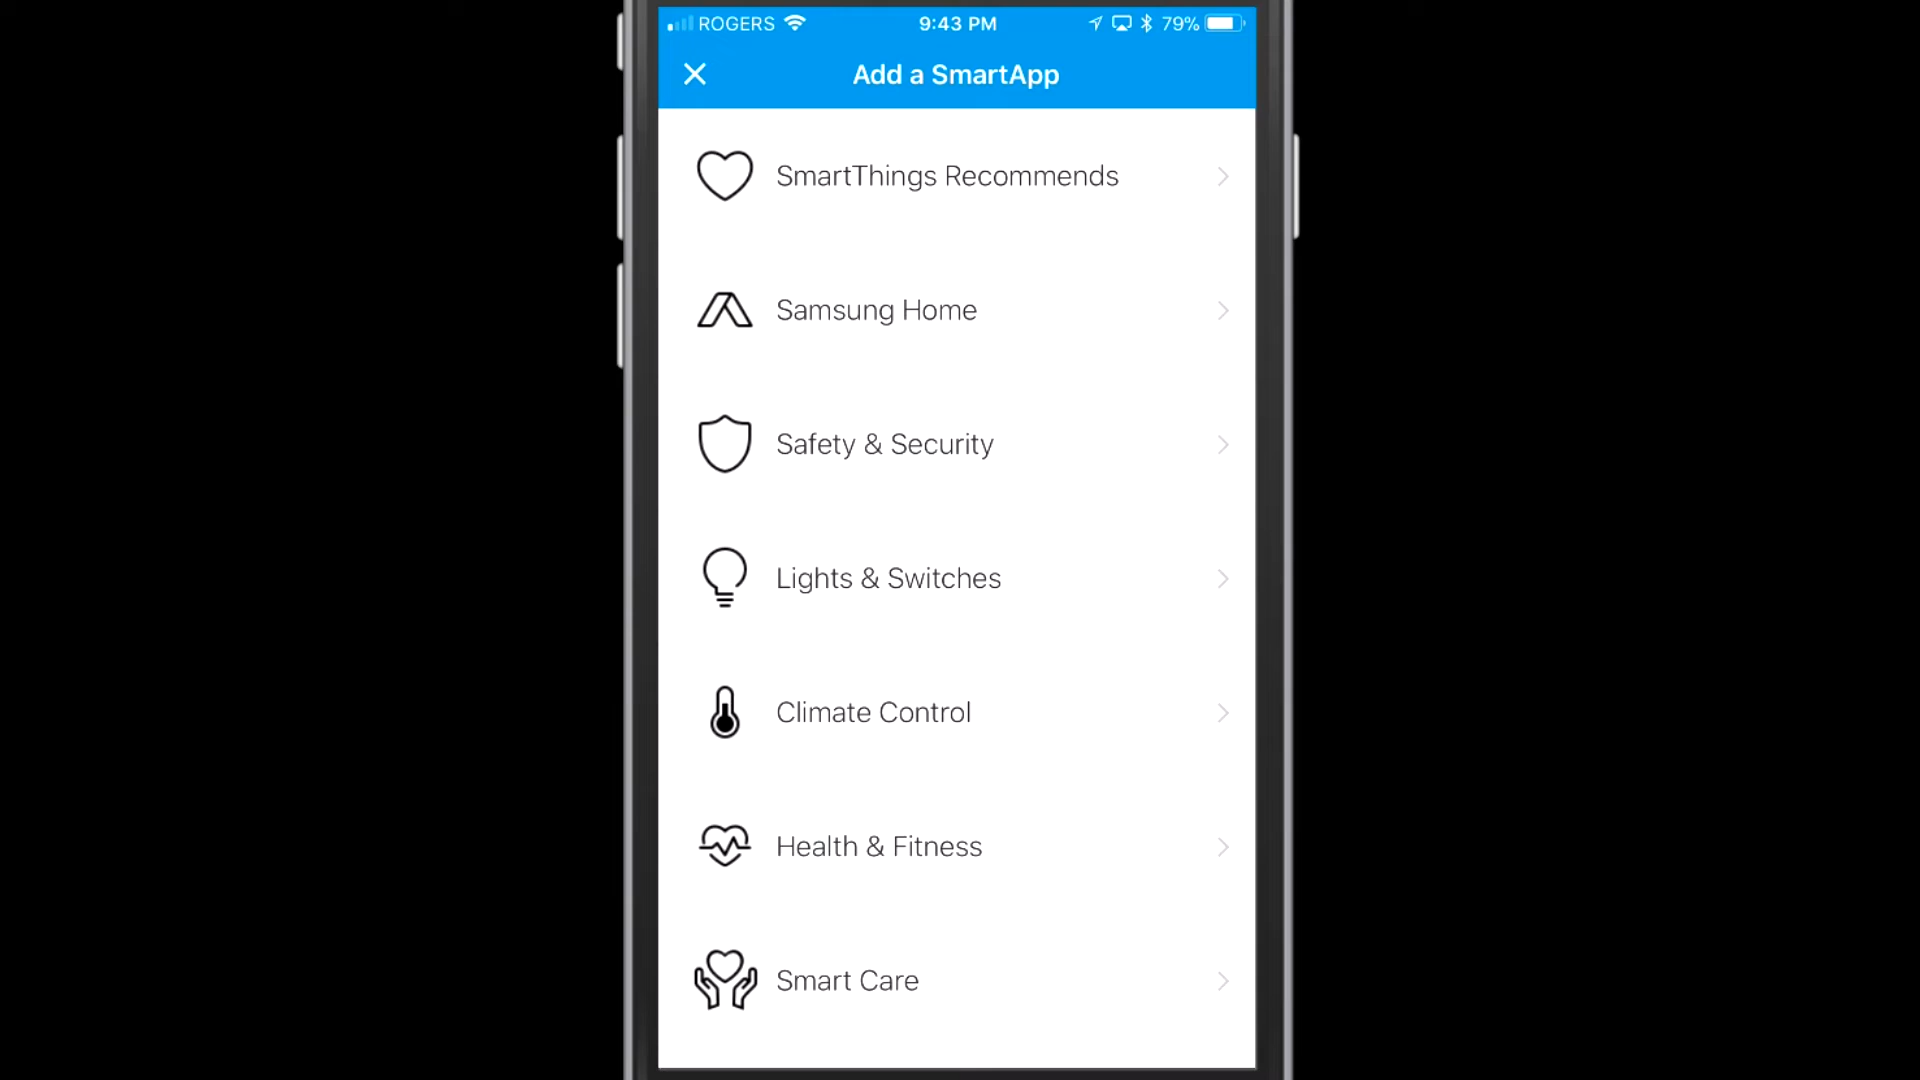 ROGERS 9:43 PM 79%
Add a SmartApp
SmartThings Recommends
Samsung Home
Safety & Security
Lights & Switches
Climate Control
Health & Fitness
Smart Care